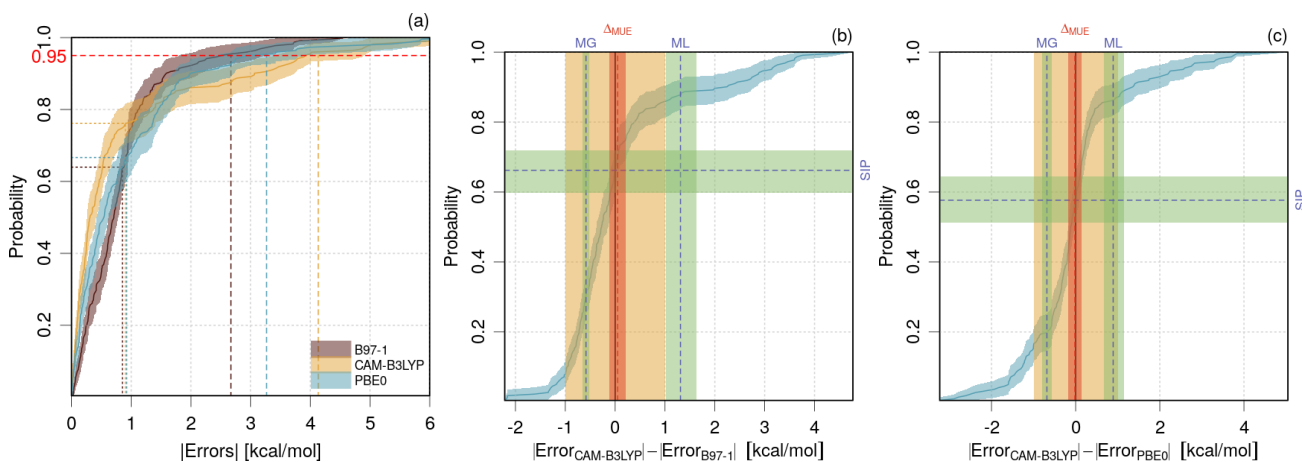 (a)
1.0
0.95
0.8
0.6
0.4
0.2
Probability
B97-1
CAM-B3LYP
PBE0
0 1 2 3 4 5 6
|Errors| [kcal/mol]
ΔMUE
MG ML
(b)
1.0
0.8
0.6
0.4
0.2
Probability
SIP
-2 -1 0 1 2 3 4
|ErrorCAM-B3LYP|−|ErrorB97-1| [kcal/mol]
ΔMUE
MG ML
(c)
1.0
0.8
0.6
0.4
0.2
Probability
SIP
-2 0 2 4
|ErrorCAM-B3LYP|−|ErrorPBE0| [kcal/mol]